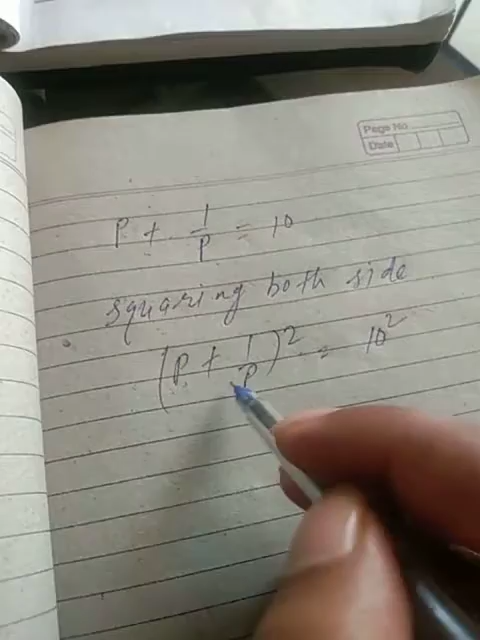 Page No
Date
P + 1/P = 10
squaring both side
(P + 1/P)² = 10²